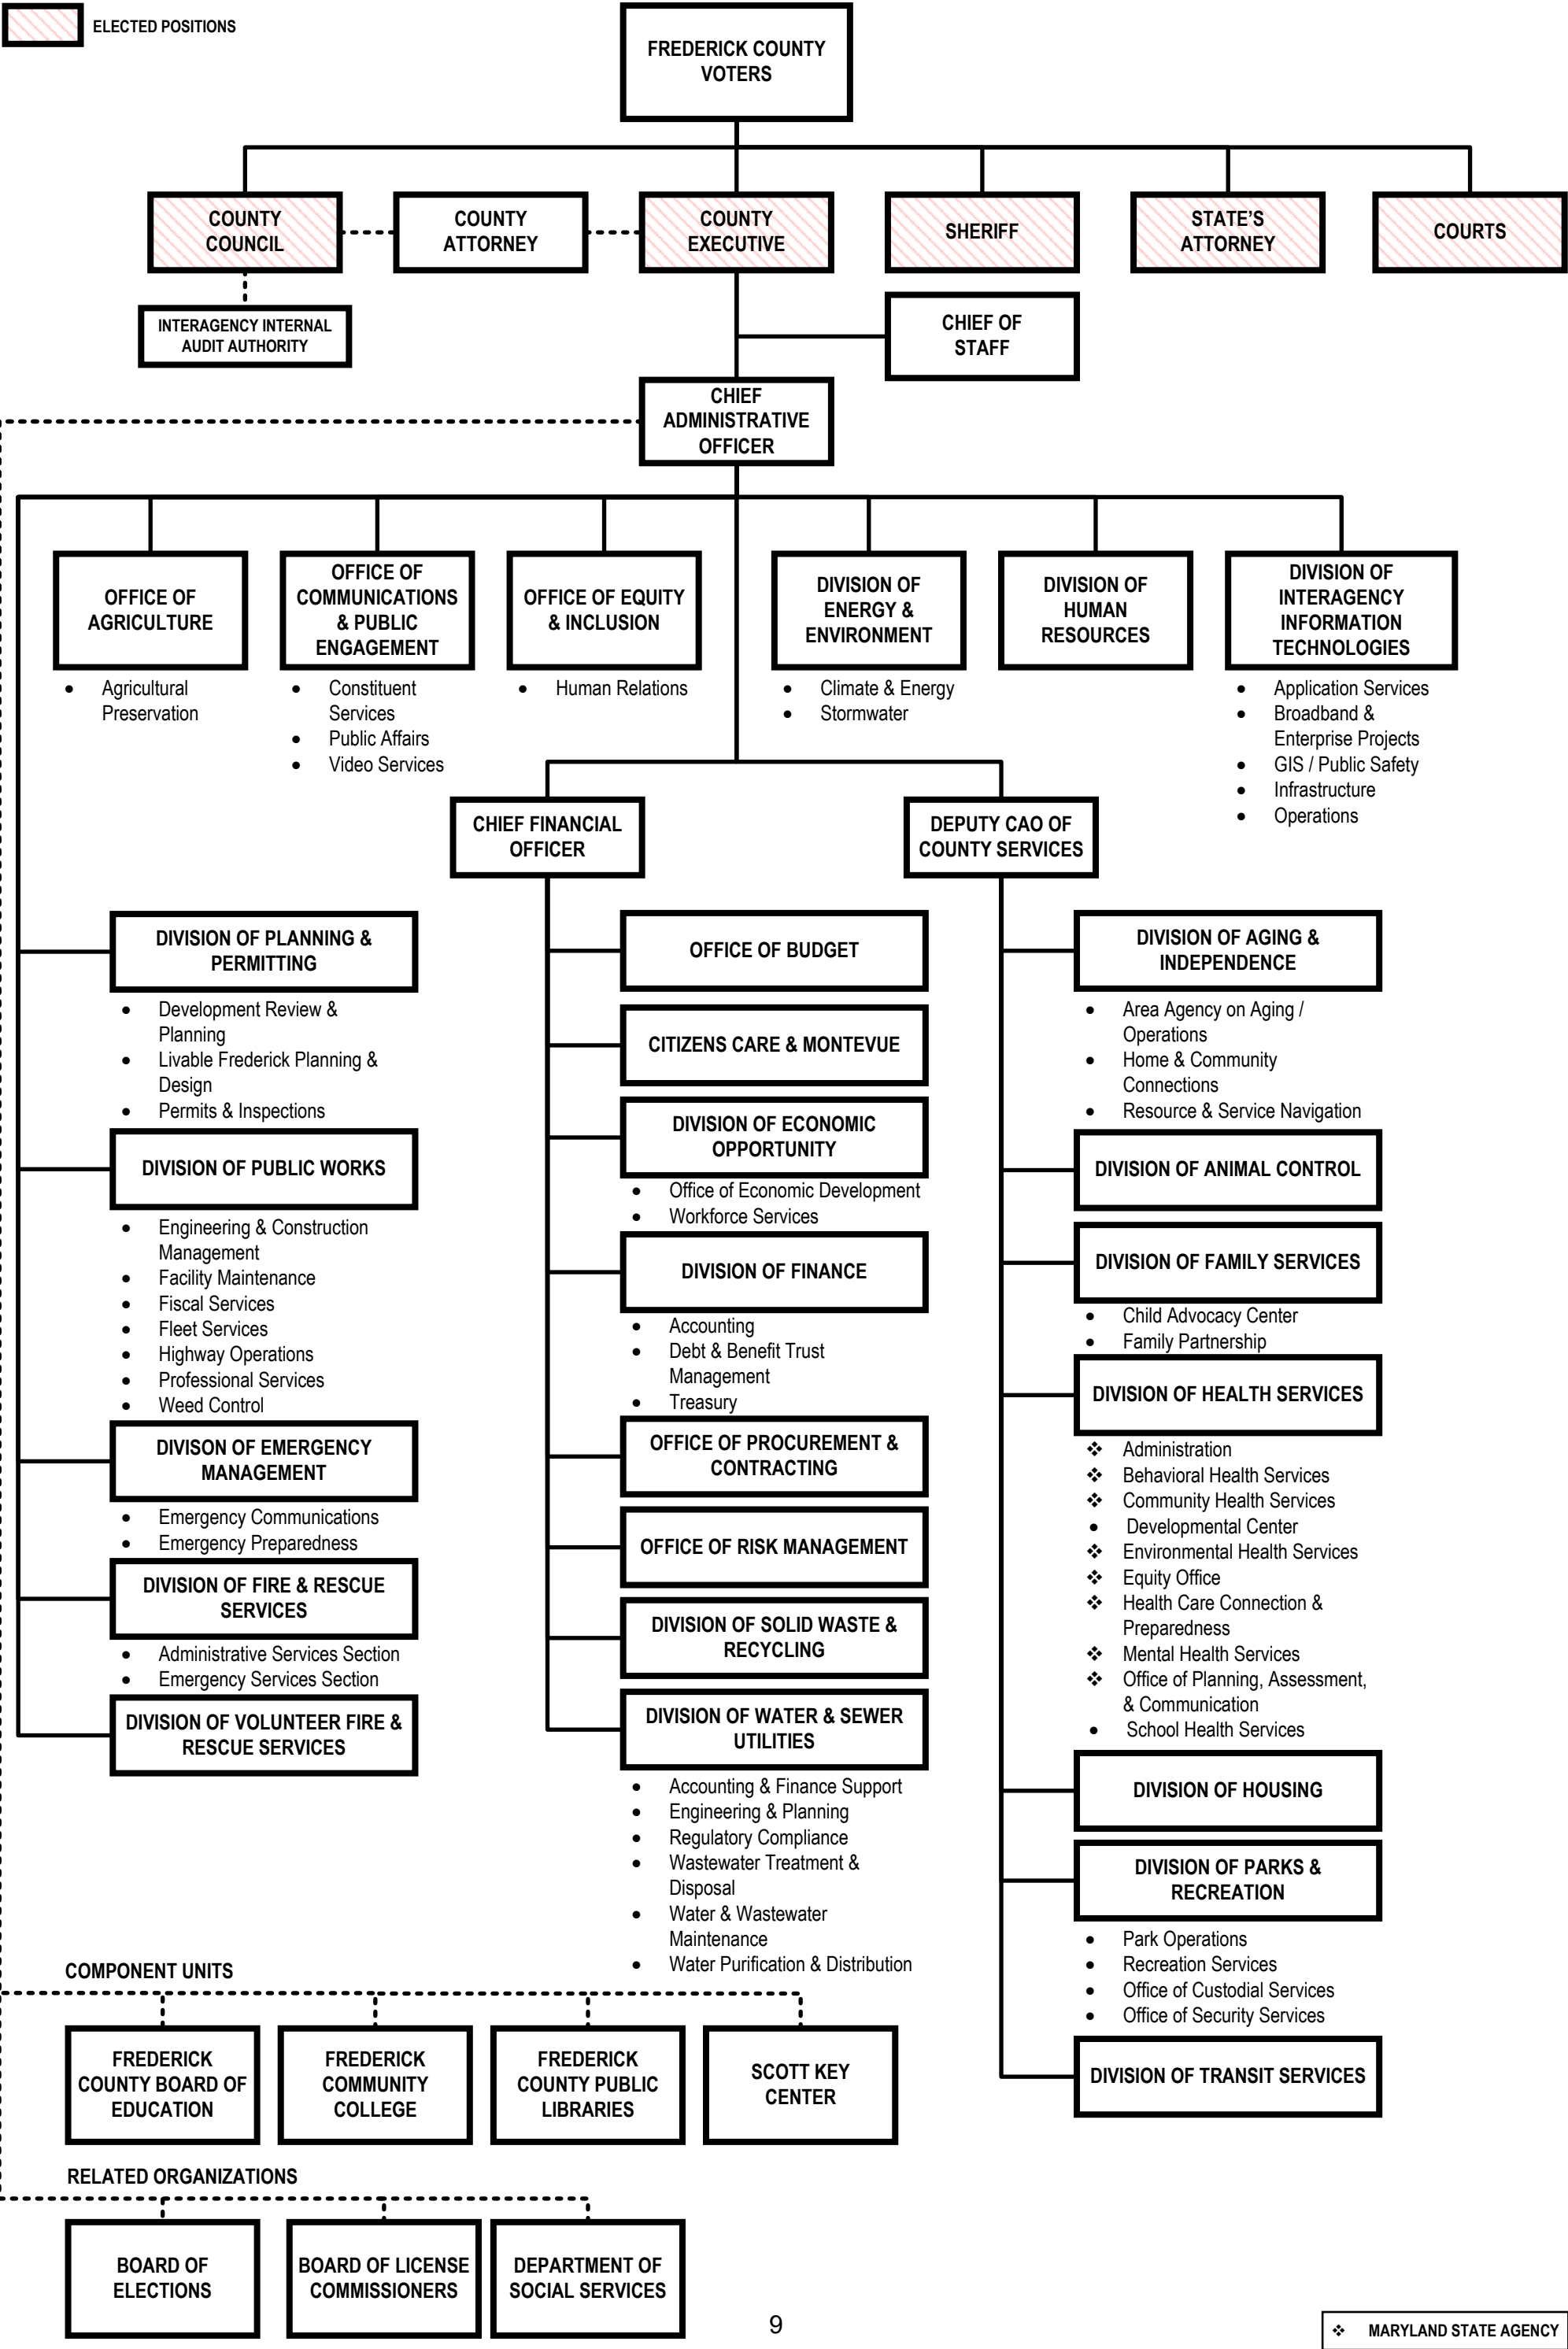 ELECTED POSITIONS
FREDERICK COUNTY
VOTERS
COUNTY
COUNCIL
COUNTY
ATTORNEY
COUNTY
EXECUTIVE
SHERIFF
STATE'S
ATTORNEY
COURTS
INTERAGENCY INTERNAL
AUDIT AUTHORITY
CHIEF OF
STAFF
CHIEF
ADMINISTRATIVE
OFFICER
OFFICE OF
AGRICULTURE
• Agricultural
Preservation
OFFICE OF
COMMUNICATIONS
& PUBLIC
ENGAGEMENT
• Constituent
Services
• Public Affairs
• Video Services
OFFICE OF EQUITY
& INCLUSION
• Human Relations
DIVISION OF
ENERGY &
ENVIRONMENT
• Climate & Energy
• Stormwater
DIVISION OF
HUMAN
RESOURCES
DIVISION OF
INTERAGENCY
INFORMATION
TECHNOLOGIES
• Application Services
• Broadband &
Enterprise Projects
• GIS / Public Safety
• Infrastructure
• Operations
CHIEF FINANCIAL
OFFICER
DEPUTY CAO OF
COUNTY SERVICES
DIVISION OF PLANNING &
PERMITTING
• Development Review &
Planning
• Livable Frederick Planning &
Design
• Permits & Inspections
DIVISION OF PUBLIC WORKS
• Engineering & Construction
Management
• Facility Maintenance
• Fiscal Services
• Fleet Services
• Highway Operations
• Professional Services
• Weed Control
DIVISON OF EMERGENCY
MANAGEMENT
• Emergency Communications
• Emergency Preparedness
DIVISION OF FIRE & RESCUE
SERVICES
• Administrative Services Section
• Emergency Services Section
DIVISION OF VOLUNTEER FIRE &
RESCUE SERVICES
OFFICE OF BUDGET
CITIZENS CARE & MONTEVUE
DIVISION OF ECONOMIC
OPPORTUNITY
• Office of Economic Development
• Workforce Services
DIVISION OF FINANCE
• Accounting
• Debt & Benefit Trust
Management
• Treasury
OFFICE OF PROCUREMENT &
CONTRACTING
OFFICE OF RISK MANAGEMENT
DIVISION OF SOLID WASTE &
RECYCLING
DIVISION OF WATER & SEWER
UTILITIES
• Accounting & Finance Support
• Engineering & Planning
• Regulatory Compliance
• Wastewater Treatment &
Disposal
• Water & Wastewater
Maintenance
• Water Purification & Distribution
DIVISION OF AGING &
INDEPENDENCE
• Area Agency on Aging /
Operations
• Home & Community
Connections
• Resource & Service Navigation
DIVISION OF ANIMAL CONTROL
DIVISION OF FAMILY SERVICES
• Child Advocacy Center
• Family Partnership
DIVISION OF HEALTH SERVICES
❖ Administration
❖ Behavioral Health Services
❖ Community Health Services
• Developmental Center
❖ Environmental Health Services
❖ Equity Office
❖ Health Care Connection &
Preparedness
❖ Mental Health Services
❖ Office of Planning, Assessment,
& Communication
• School Health Services
DIVISION OF HOUSING
DIVISION OF PARKS &
RECREATION
• Park Operations
• Recreation Services
• Office of Custodial Services
• Office of Security Services
DIVISION OF TRANSIT SERVICES
COMPONENT UNITS
FREDERICK
COUNTY BOARD OF
EDUCATION
FREDERICK
COMMUNITY
COLLEGE
FREDERICK
COUNTY PUBLIC
LIBRARIES
SCOTT KEY
CENTER
RELATED ORGANIZATIONS
BOARD OF
ELECTIONS
BOARD OF LICENSE
COMMISSIONERS
DEPARTMENT OF
SOCIAL SERVICES
9
❖ MARYLAND STATE AGENCY